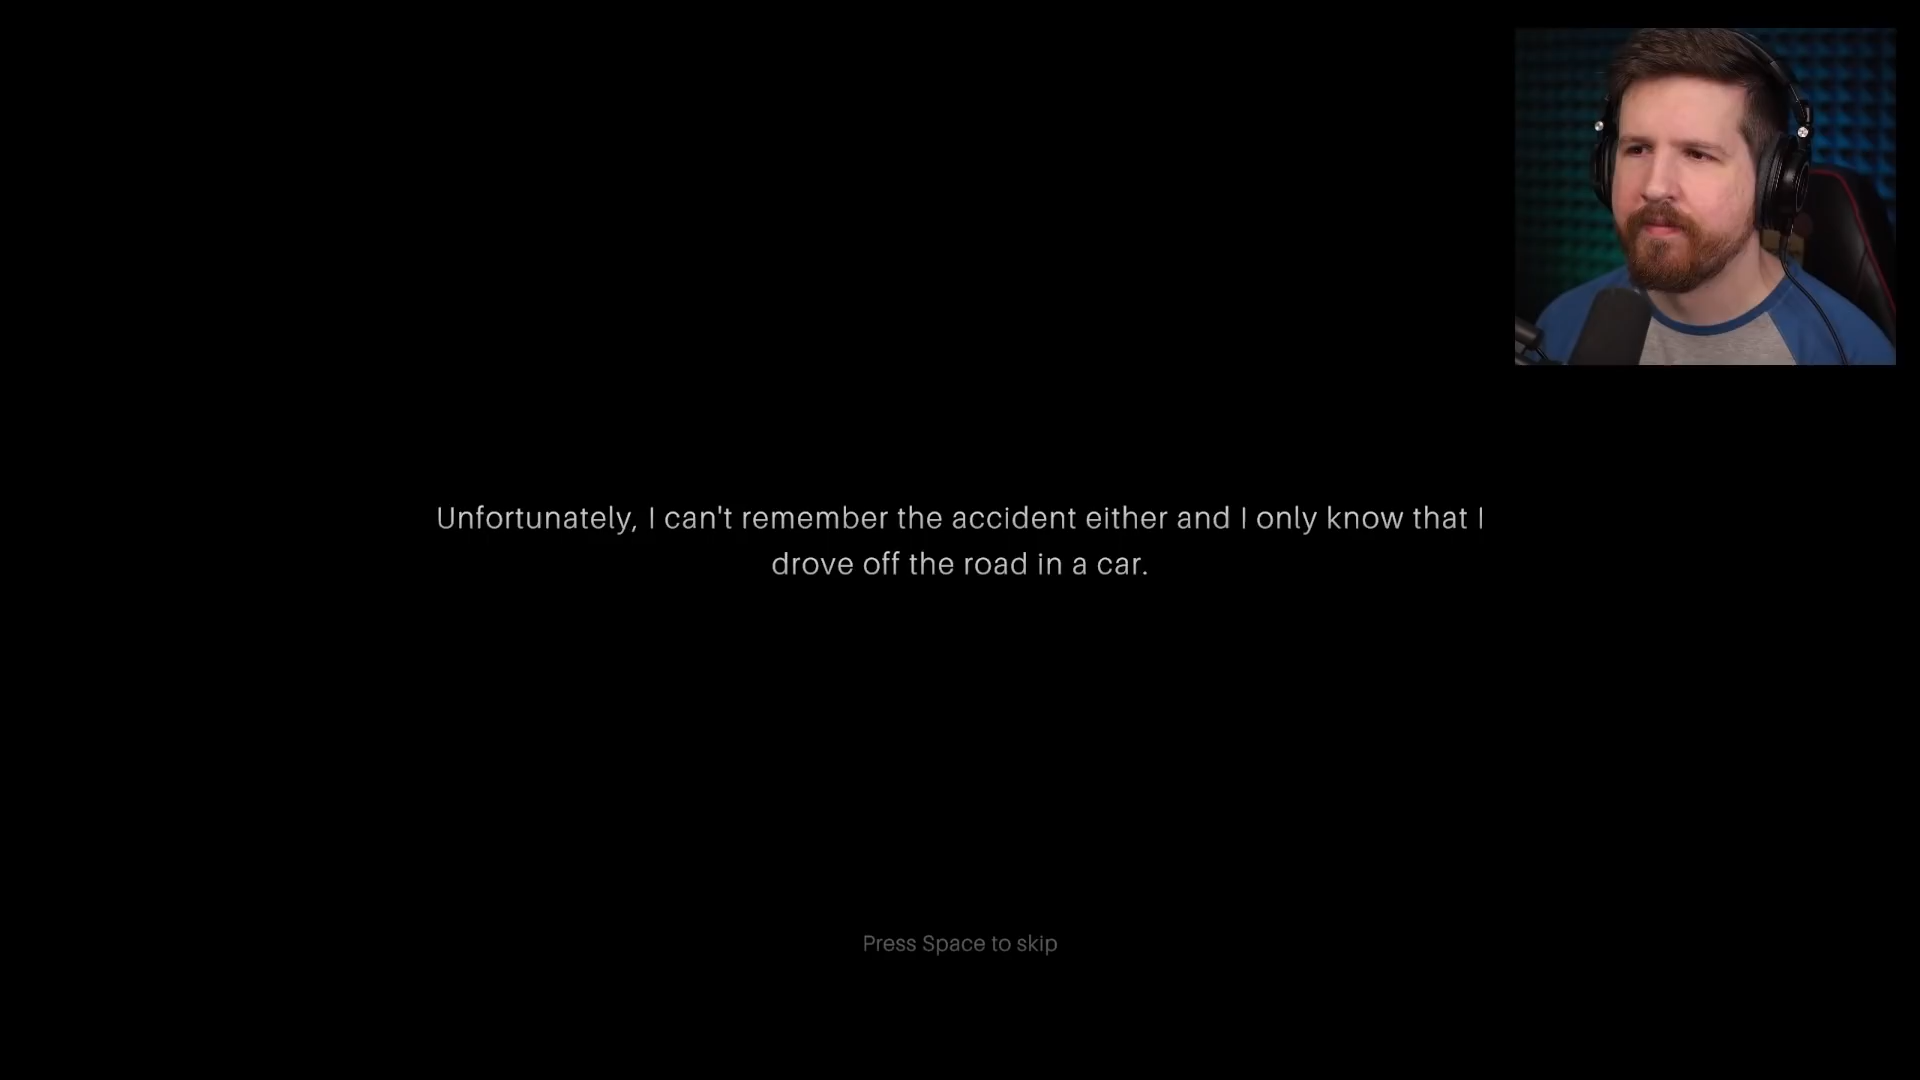 Unfortunately, I can't remember the accident either and I only know that I
drove off the road in a car.
Press Space to skip